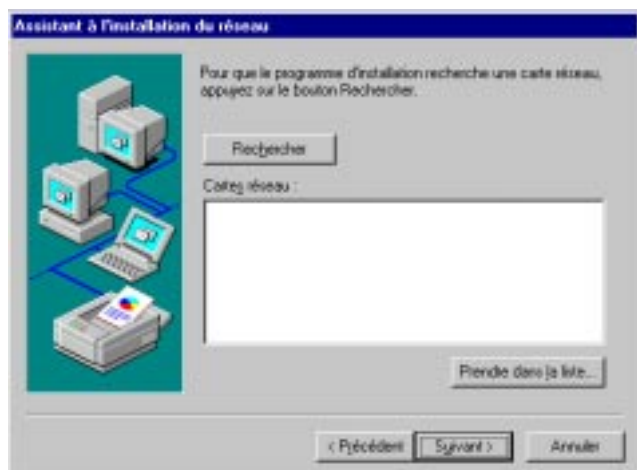 Assistant à l'installation du réseau
Pour que le programme d'installation recherche une carte réseau,
appuyez sur le bouton Rechercher.
Rechercher
Cartes réseau :
Prendre dans la liste...
< Précédent
Suivant >
Annuler